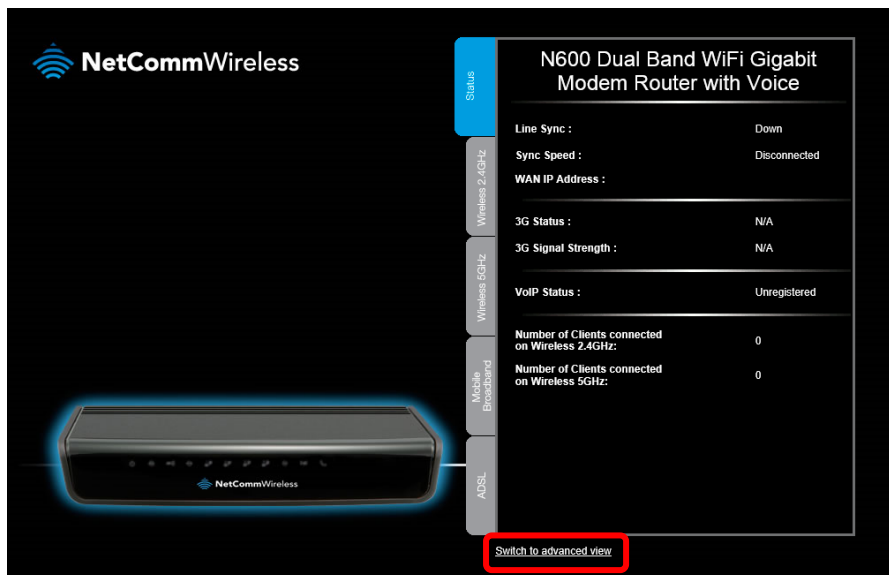 NetCommWireless
Status
Wireless 2.4GHz
Wireless 5GHz
Mobile
Broadband
ADSL
N600 Dual Band WiFi Gigabit
Modem Router with Voice
Line Sync : Down
Sync Speed : Disconnected
WAN IP Address :
3G Status : N/A
3G Signal Strength : N/A
VoIP Status : Unregistered
Number of Clients connected
on Wireless 2.4GHz: 0
Number of Clients connected
on Wireless 5GHz: 0
NetCommWireless
Switch to advanced view